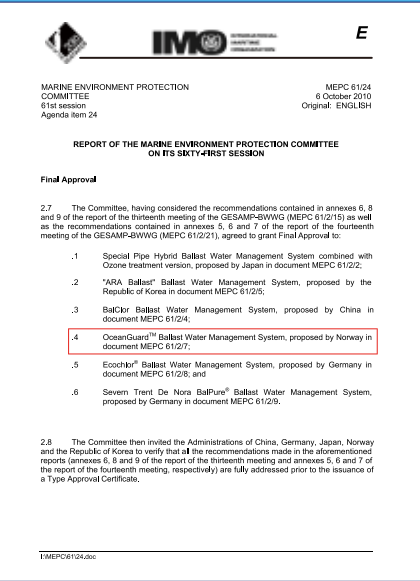 E
IMO
INTERNATIONAL
MARITIME
ORGANIZATION
MARINE ENVIRONMENT PROTECTION
COMMITTEE
61st session
Agenda item 24
MEPC 61/24
6 October 2010
Original: ENGLISH
REPORT OF THE MARINE ENVIRONMENT PROTECTION COMMITTEE
ON ITS SIXTY-FIRST SESSION
Final Approval
2.7 The Committee, having considered the recommendations contained in annexes 6, 8
and 9 of the report of the thirteenth meeting of the GESAMP-BWWG (MEPC 61/2/15) as well
as the recommendations contained in annexes 5, 6 and 7 of the report of the fourteenth
meeting of the GESAMP-BWWG (MEPC 61/2/21), agreed to grant Final Approval to:
.1 Special Pipe Hybrid Ballast Water Management System combined with
Ozone treatment version, proposed by Japan in document MEPC 61/2/2;
.2 "ARA Ballast" Ballast Water Management System, proposed by the
Republic of Korea in document MEPC 61/2/5;
.3 BalClor Ballast Water Management System, proposed by China in
document MEPC 61/2/4;
.4 OceanGuard™ Ballast Water Management System, proposed by Norway in
document MEPC 61/2/7;
.5 Ecochlor® Ballast Water Management System, proposed by Germany in
document MEPC 61/2/8; and
.6 Severn Trent De Nora BalPure® Ballast Water Management System,
proposed by Germany in document MEPC 61/2/9.
2.8 The Committee then invited the Administrations of China, Germany, Japan, Norway
and the Republic of Korea to verify that all the recommendations made in the aforementioned
reports (annexes 6, 8 and 9 of the report of the thirteenth meeting and annexes 5, 6 and 7 of
the report of the fourteenth meeting, respectively) are fully addressed prior to the issuance of
a Type Approval Certificate.
I:\MEPC\61\24.doc